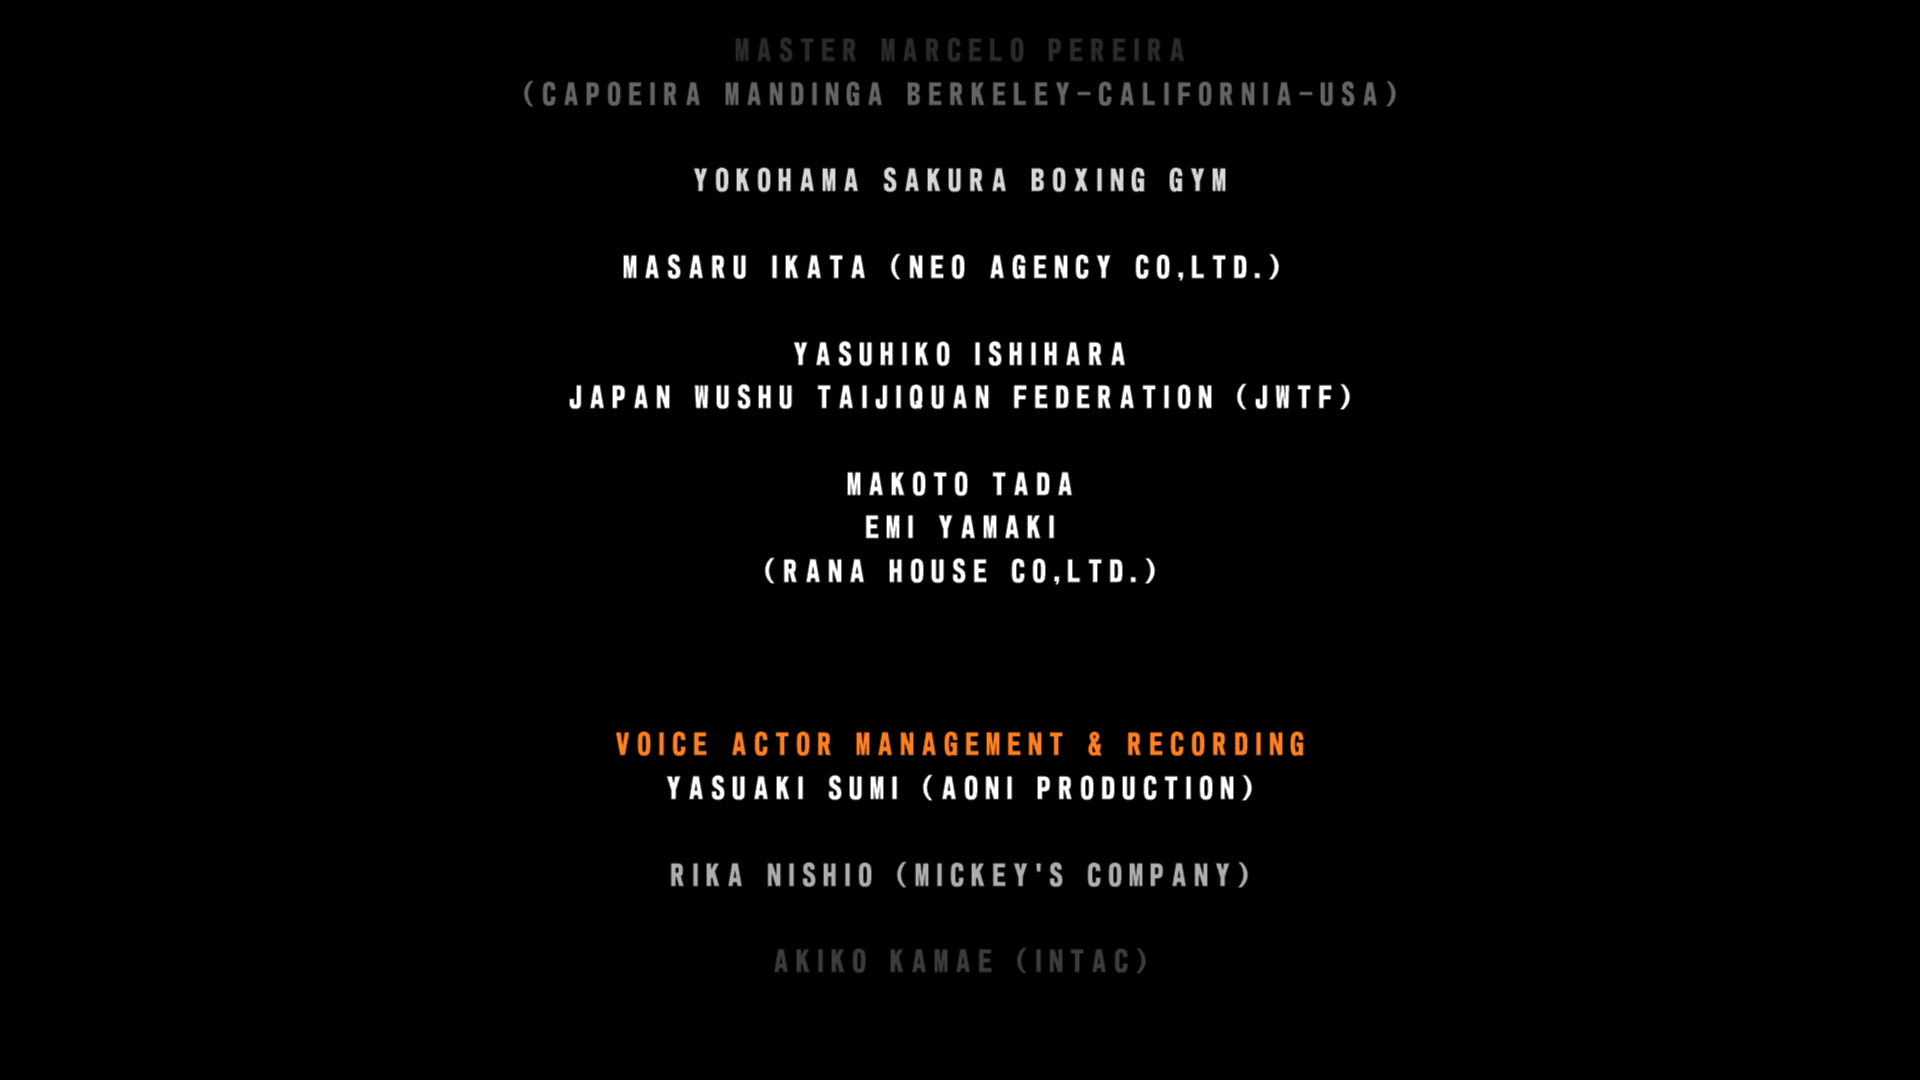 MASTER MARCELO PEREIRA
(CAPOEIRA MANDINGA BERKELEY-CALIFORNIA-USA)
YOKOHAMA SAKURA BOXING GYM
MASARU IKATA (NEO AGENCY CO,LTD.)
YASUHIKO ISHIHARA
JAPAN WUSHU TAIJIQUAN FEDERATION (JWTF)
MAKOTO TADA
EMI YAMAKI
(RANA HOUSE CO,LTD.)
VOICE ACTOR MANAGEMENT & RECORDING
YASUAKI SUMI (AONI PRODUCTION)
RIKA NISHIO (MICKEY'S COMPANY)
AKIKO KAMAE (INTAC)